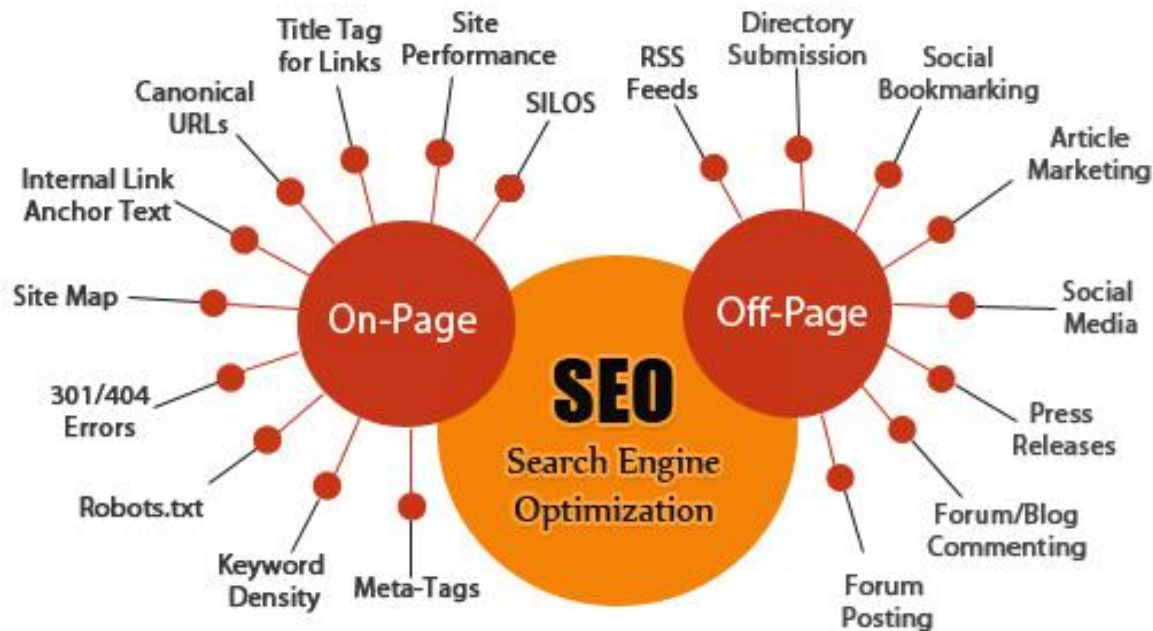 Title Tag
for Links
Site
Performance
SILOS
Canonical
URLs
Internal Link
Anchor Text
Site Map
301/404
Errors
Robots.txt
Keyword
Density
Meta-Tags
On-Page
SEO
Search Engine
Optimization
Off-Page
RSS
Feeds
Directory
Submission
Social
Bookmarking
Article
Marketing
Social
Media
Press
Releases
Forum/Blog
Commenting
Forum
Posting